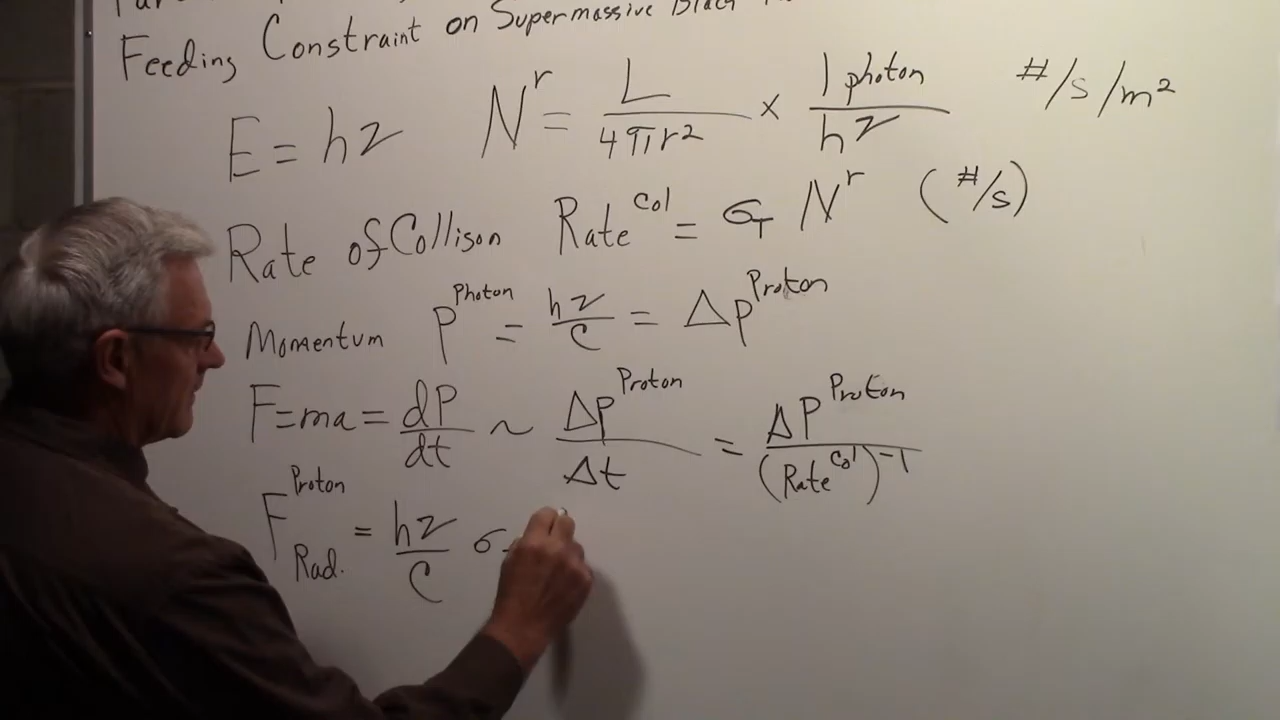 Feeding Constraint on Supermassive Black
E = hν N^r = L / 4πr² × 1 photon / hν #/s/m²
Rate of Collison Rate^Col = σ_T N^r (#/s)
Momentum P^Photon = hν / C = Δp^Proton
F=ma = dP / dt ~ Δp^Proton / Δt = ΔP^Proton / (Rate^Col)^-1
F^Proton_Rad. = hν / C σ